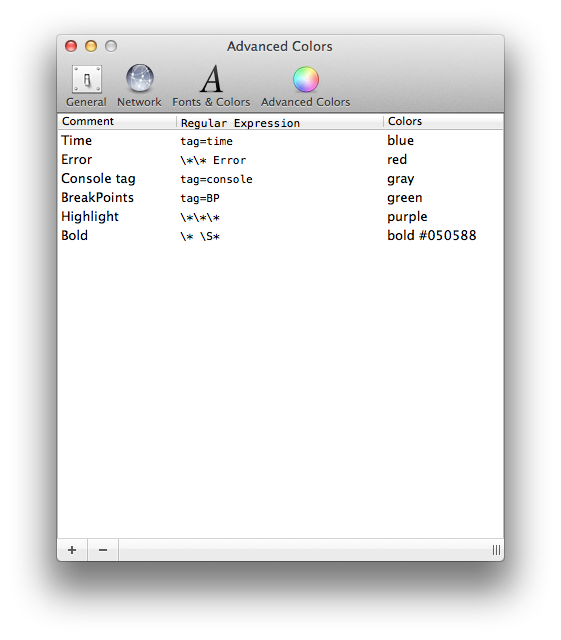 Advanced Colors
General Network Fonts & Colors Advanced Colors
Comment Regular Expression Colors
Time tag=time blue
Error \*\* Error red
Console tag tag=console gray
BreakPoints tag=BP green
Highlight \*\*\* purple
Bold \* \S* bold #050588
+ −